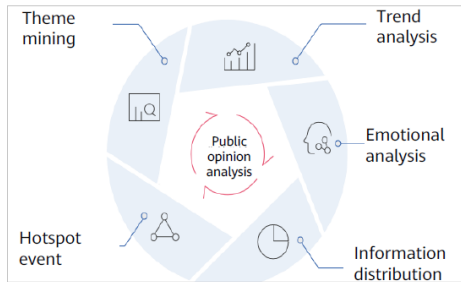 Theme
mining
Trend
analysis
Public
opinion
analysis
Emotional
analysis
Hotspot
event
Information
distribution